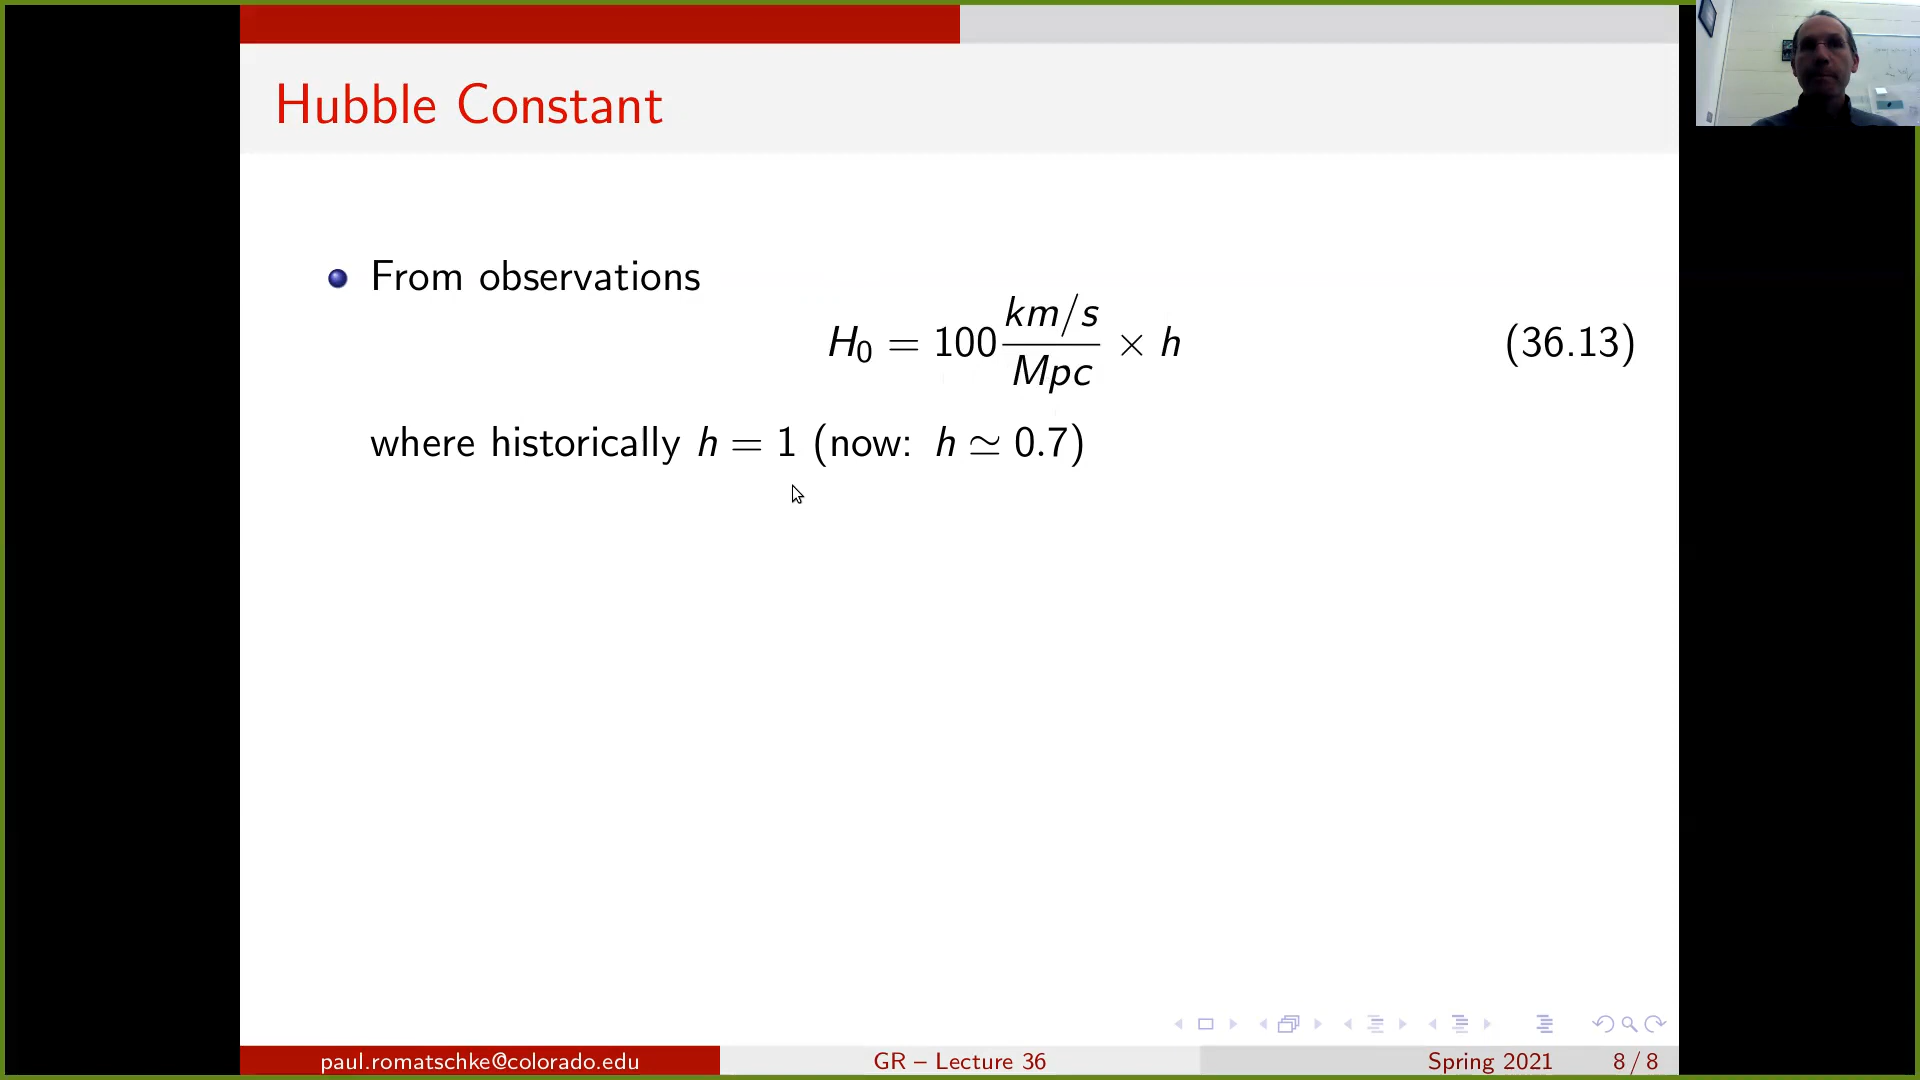 Hubble Constant
From observations
H₀ = 100 km/s / Mpc × h (36.13)
where historically h = 1 (now: h ≃ 0.7)
paul.romatschke@colorado.edu GR – Lecture 36 Spring 2021 8 / 8